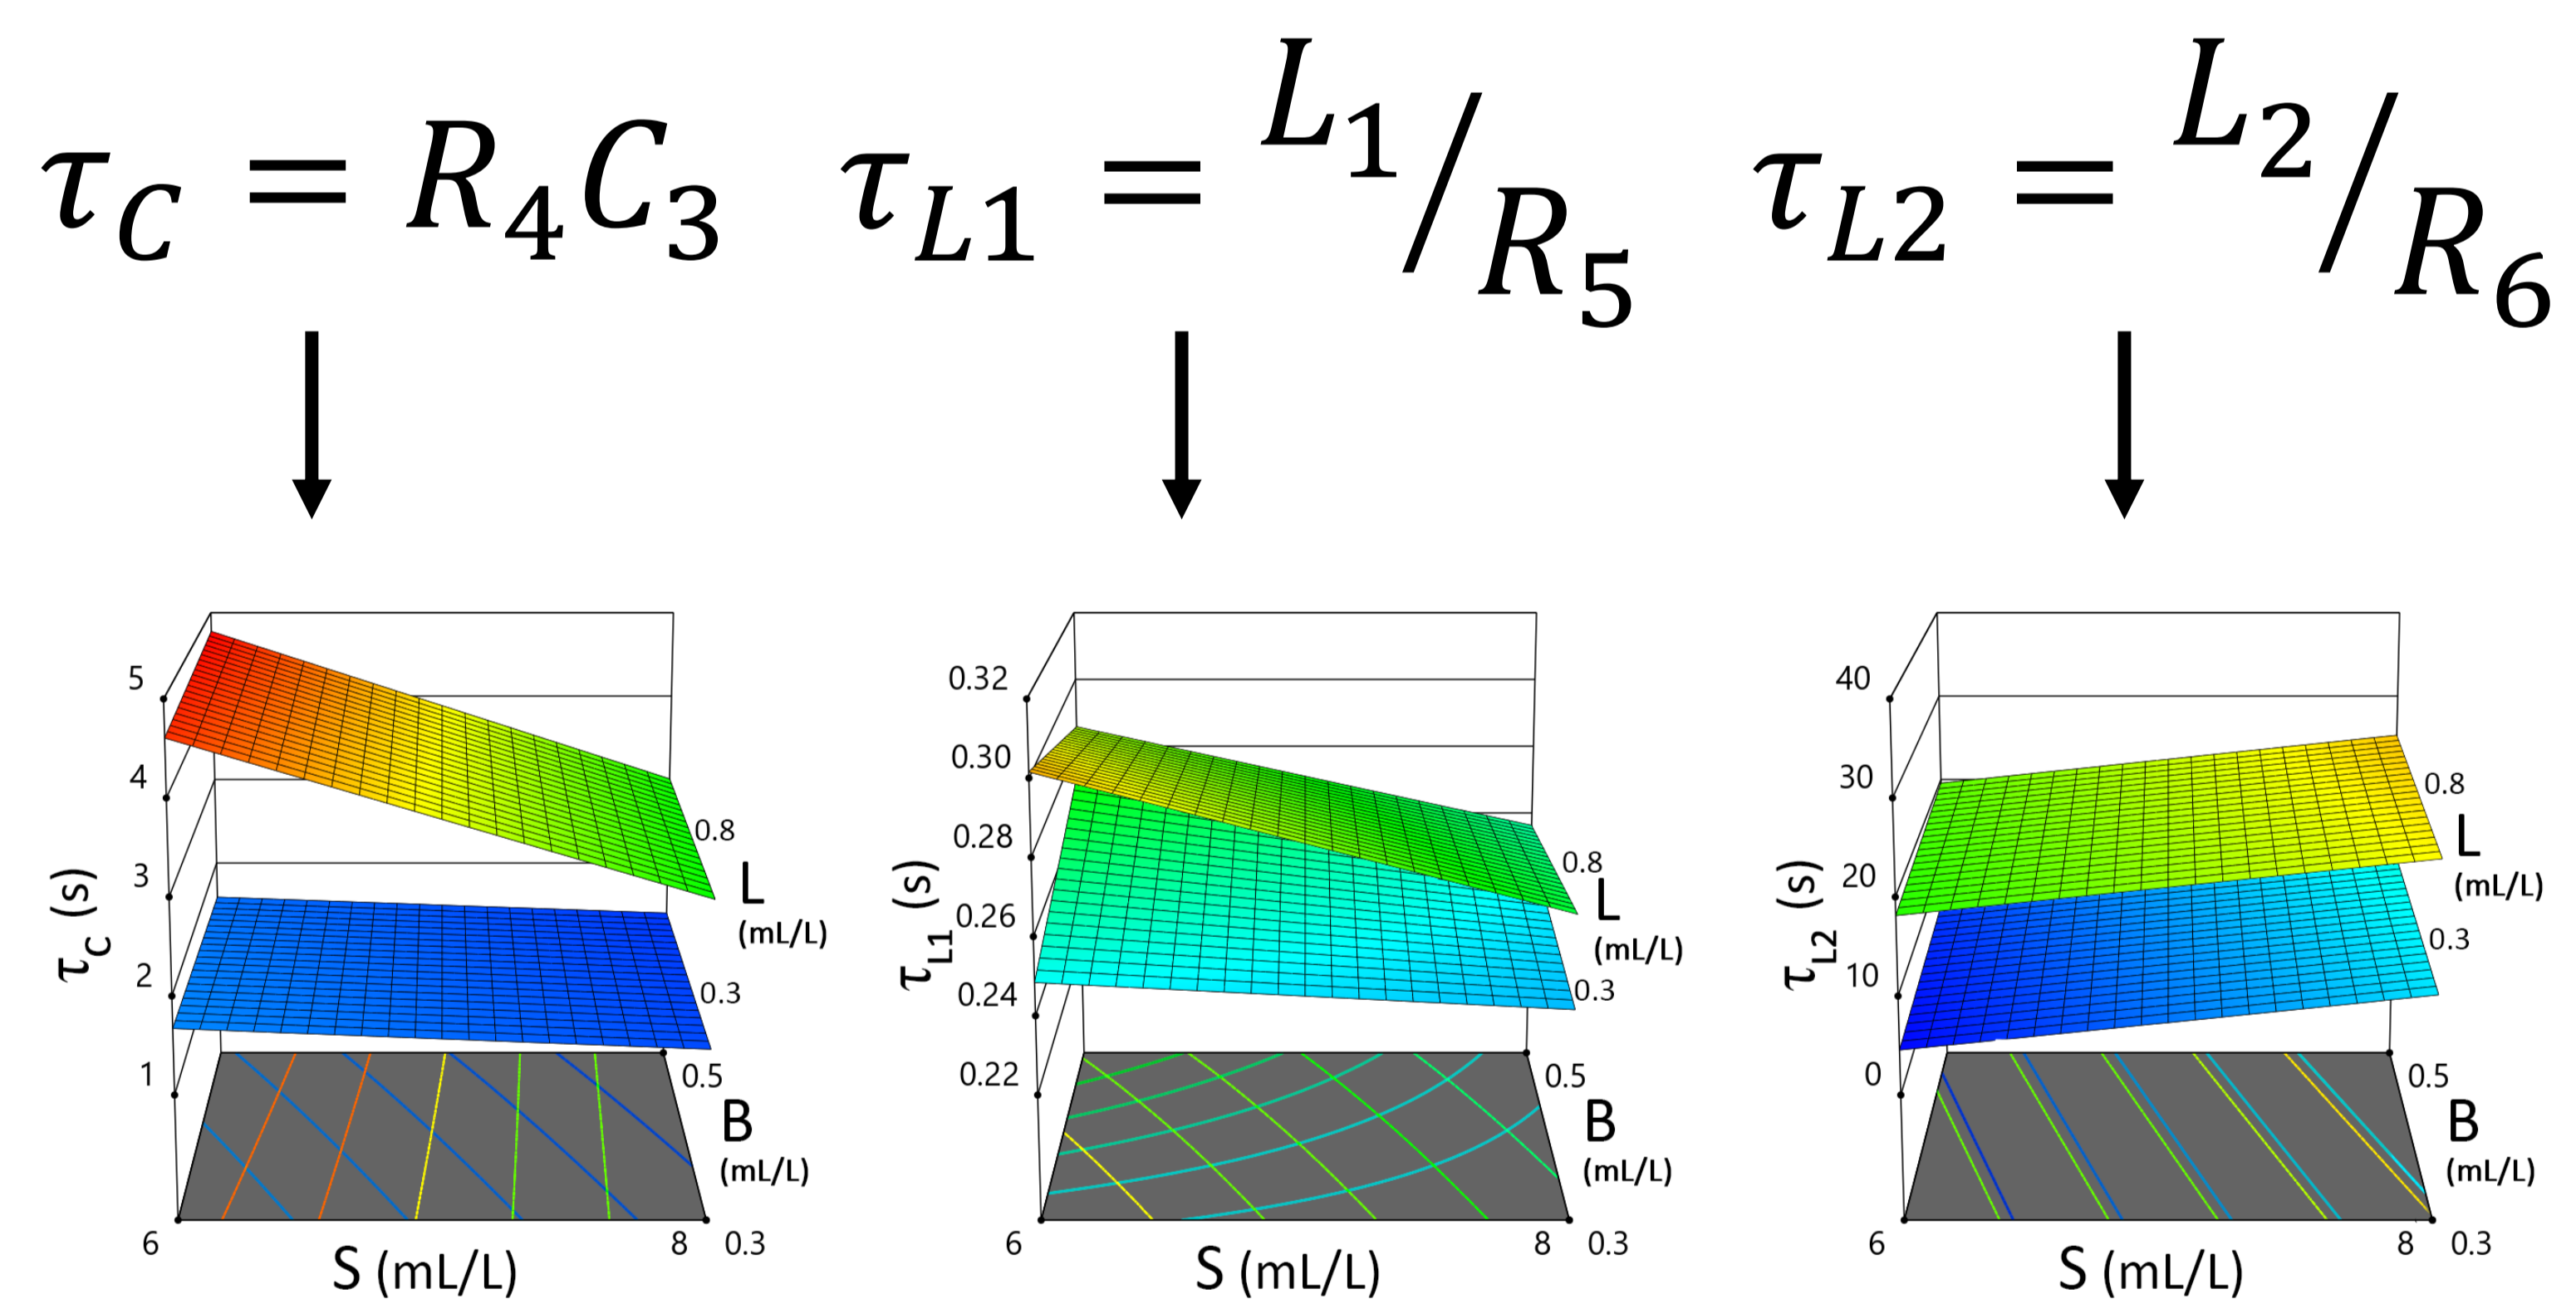 τC = R4C3
τL1 = L1/R5
τL2 = L2/R6
5
4
3
2
1
τC (s)
0.8
L
(mL/L)
0.3
0.5
B
(mL/L)
6
8
0.3
S (mL/L)
0.32
0.30
0.28
0.26
0.24
0.22
τL1 (s)
0.8
L
(mL/L)
0.3
0.5
B
(mL/L)
6
8
0.3
S (mL/L)
40
30
20
10
0
τL2 (s)
0.8
L
(mL/L)
0.3
0.5
B
(mL/L)
6
8
0.3
S (mL/L)